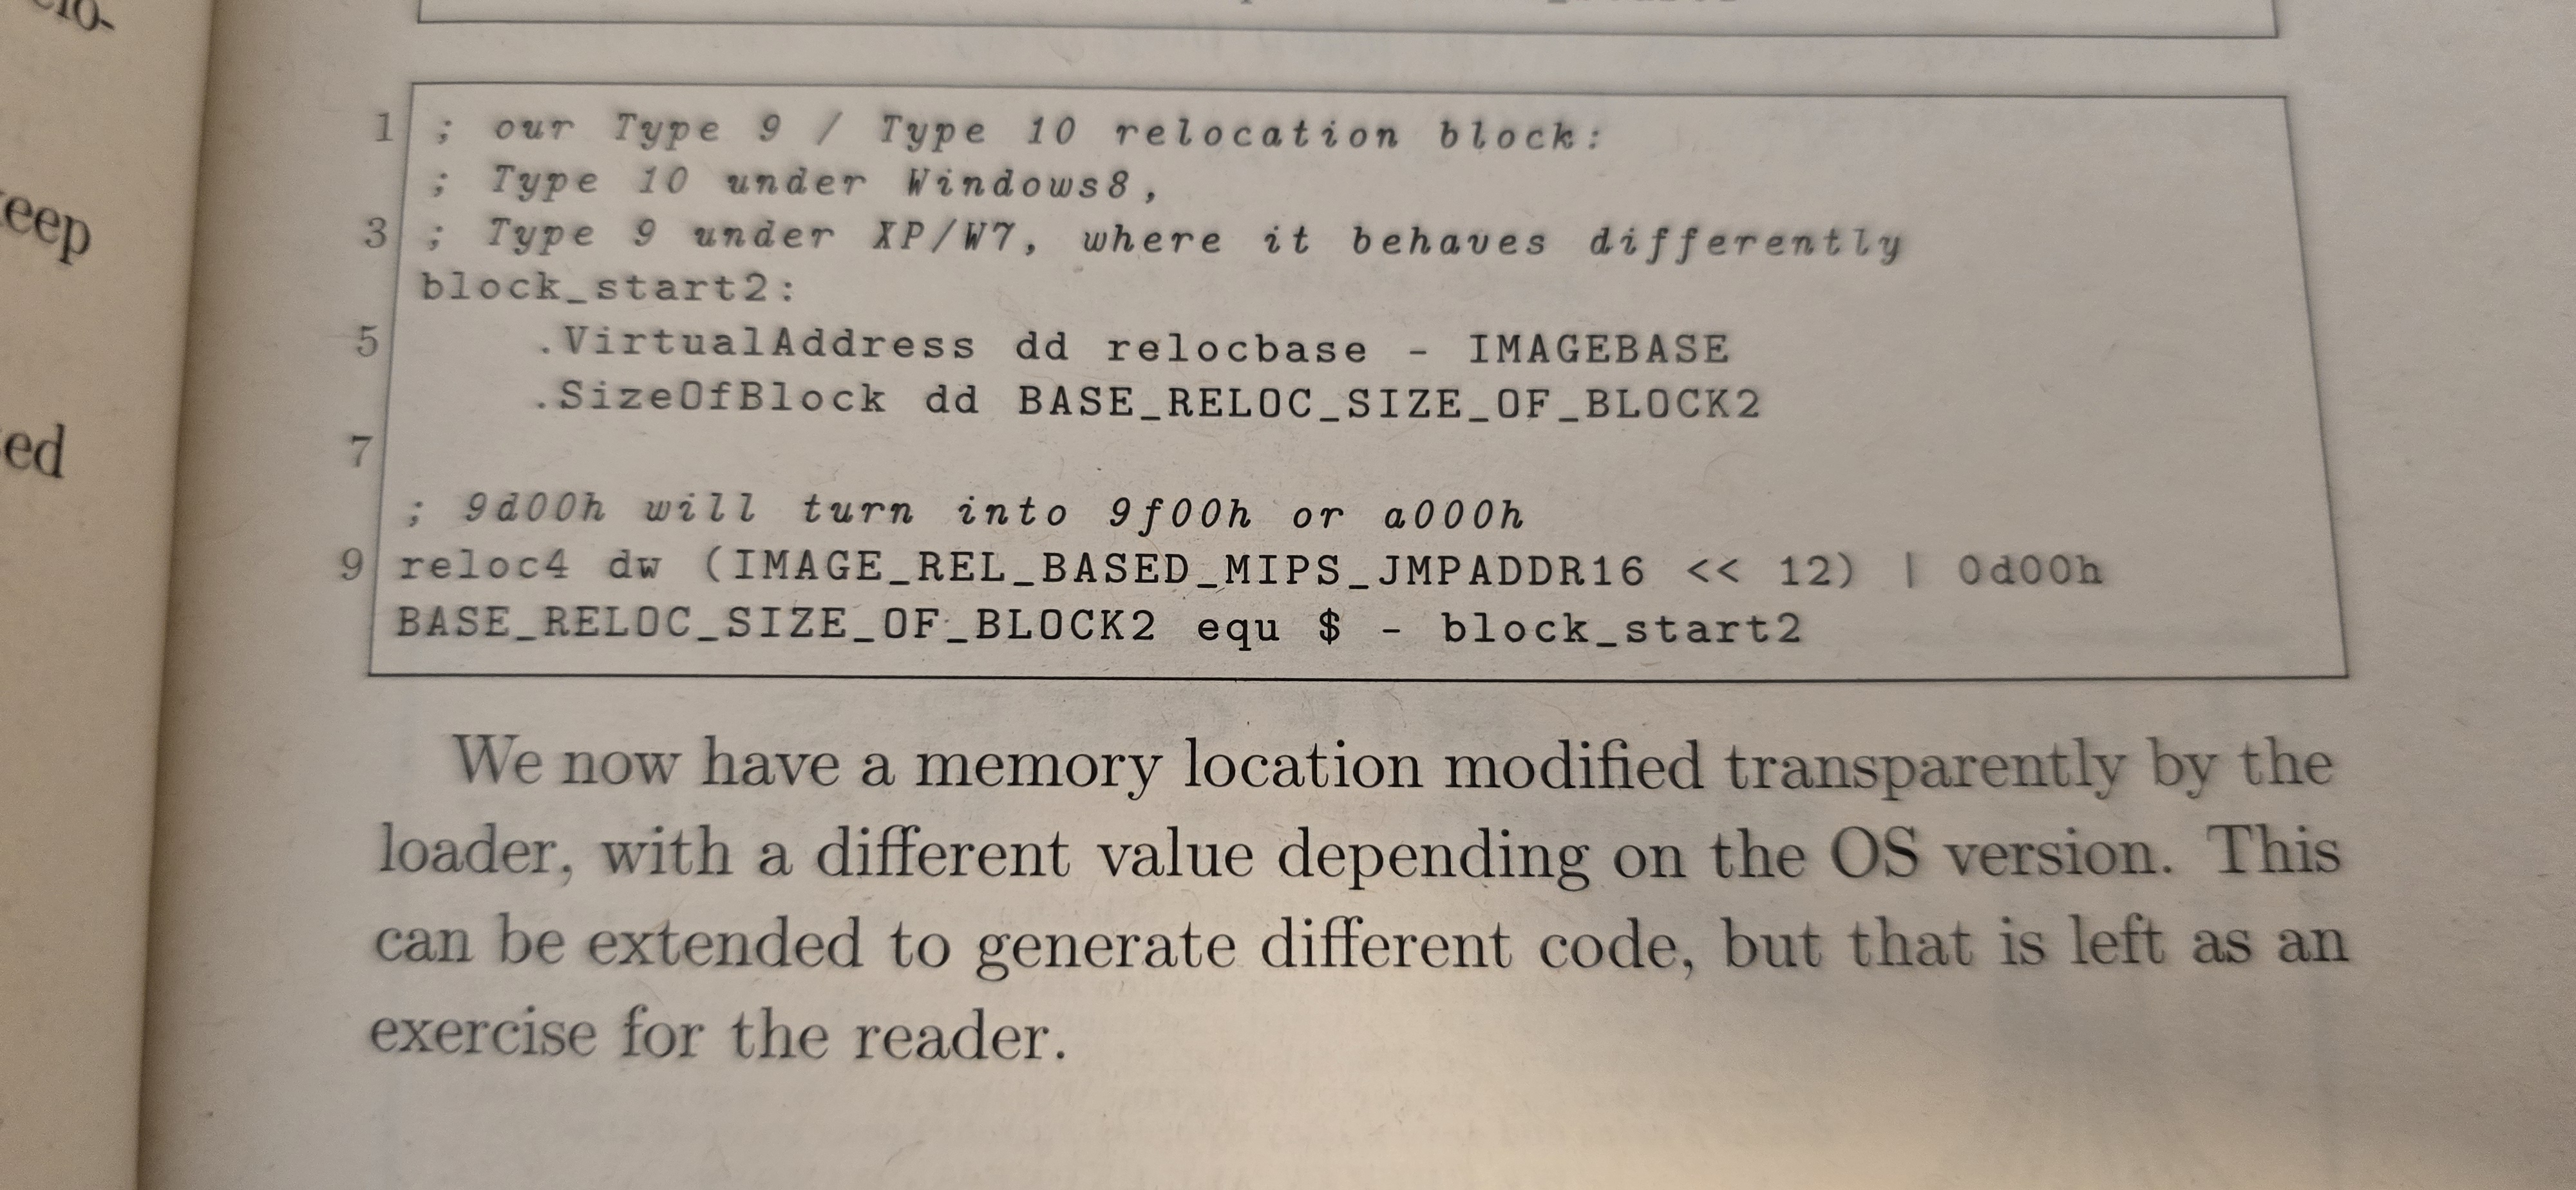 1 ; our Type 9 / Type 10 relocation block:
; Type 10 under Windows8,
3 ; Type 9 under XP/W7, where it behaves differently
block_start2:
5 .VirtualAddress dd relocbase - IMAGEBASE
.SizeOfBlock dd BASE_RELOC_SIZE_OF_BLOCK2
7
; 9d00h will turn into 9f00h or a000h
9 reloc4 dw (IMAGE_REL_BASED_MIPS_JMPADDR16 << 12) | 0d00h
BASE_RELOC_SIZE_OF_BLOCK2 equ $ - block_start2
We now have a memory location modified transparently by the
loader, with a different value depending on the OS version. This
can be extended to generate different code, but that is left as an
exercise for the reader.